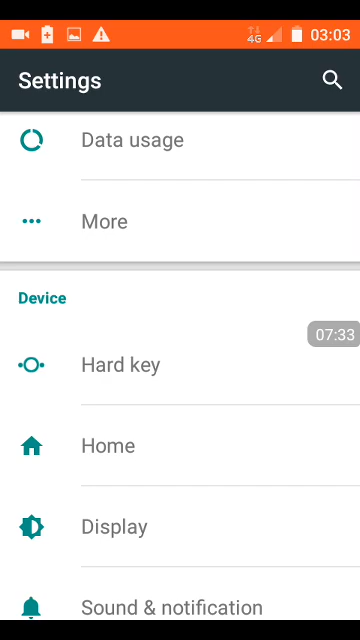 4G 03:03
Settings
Data usage
More
Device
07:33
Hard key
Home
Display
Sound & notification